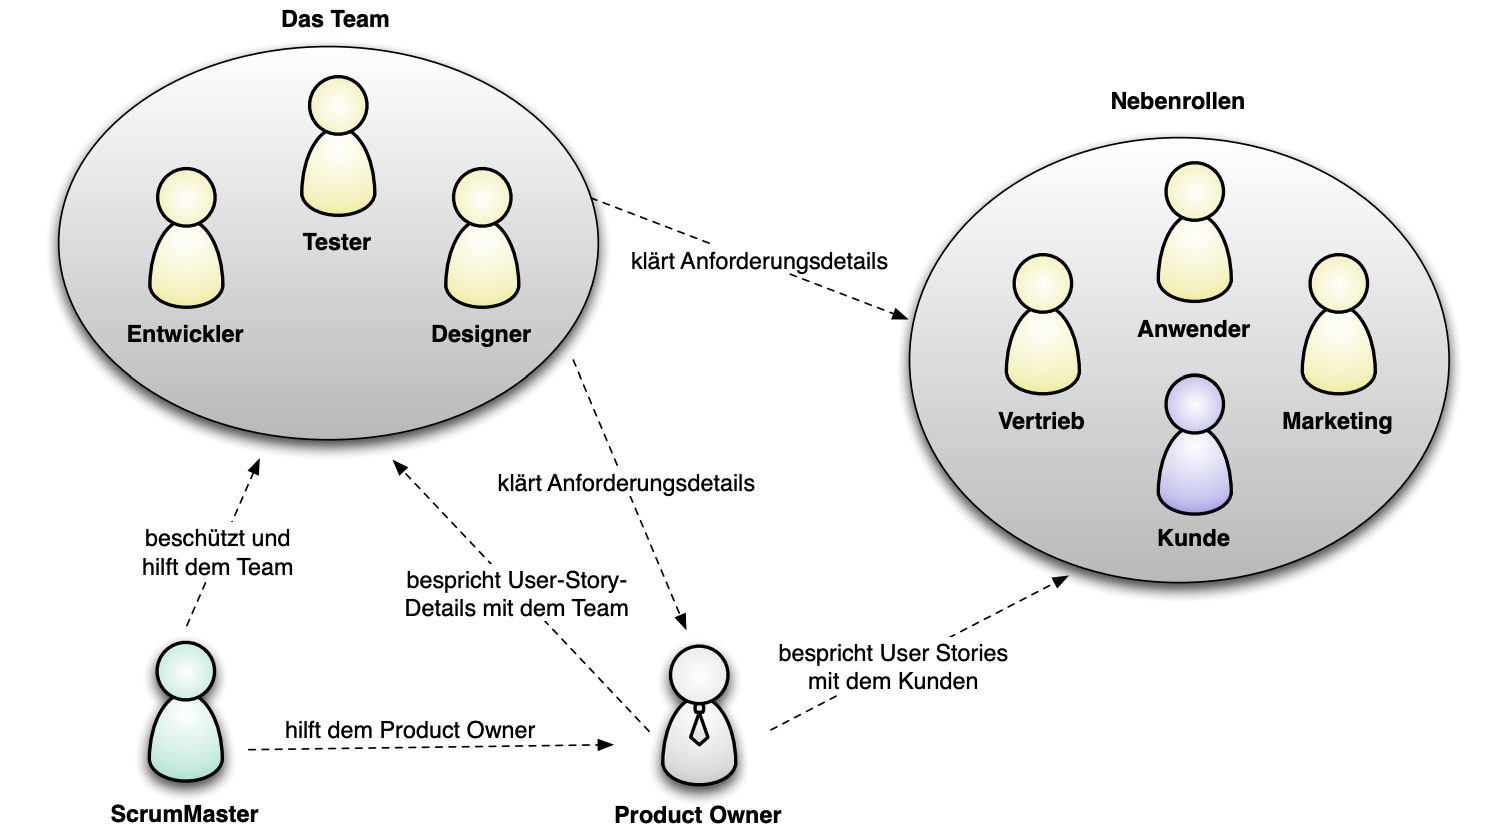 Das Team
Nebenrollen
Tester
Entwickler
Designer
klärt Anforderungsdetails
Anwender
Vertrieb
Marketing
Kunde
klärt Anforderungsdetails
beschützt und
hilft dem Team
bespricht User-Story-
Details mit dem Team
bespricht User Stories
mit dem Kunden
hilft dem Product Owner
ScrumMaster
Product Owner